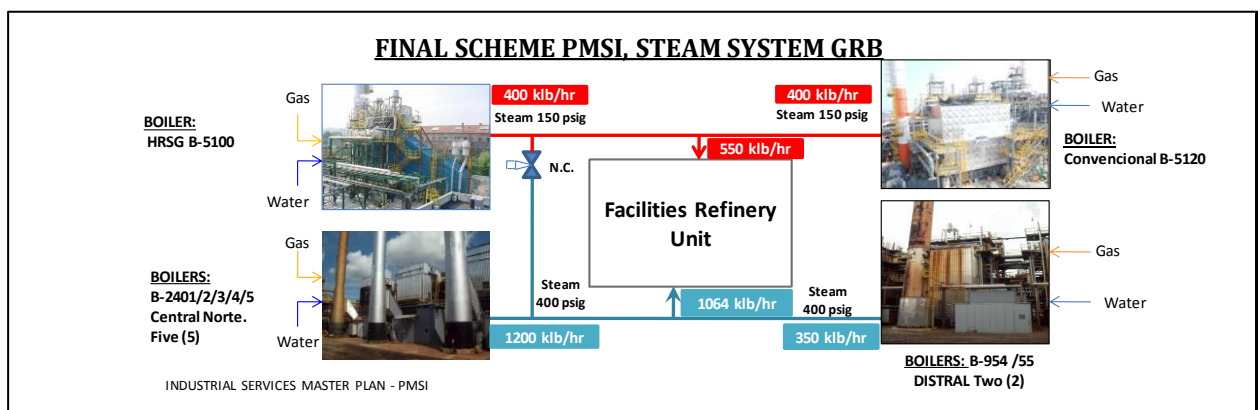 FINAL SCHEME PMSI, STEAM SYSTEM GRB
Gas
BOILER:
HRSG B-5100
Water
400 klb/hr
Steam 150 psig
400 klb/hr
Steam 150 psig
Gas
Water
BOILER:
Convencional B-5120
N.C.
550 klb/hr
Facilities Refinery
Unit
Gas
BOILERS:
B-2401/2/3/4/5
Central Norte.
Five (5)
Water
Steam
400 psig
1200 klb/hr
1064 klb/hr
Steam
400 psig
350 klb/hr
Gas
Water
BOILERS: B-954 /55
DISTRAL Two (2)
INDUSTRIAL SERVICES MASTER PLAN - PMSI